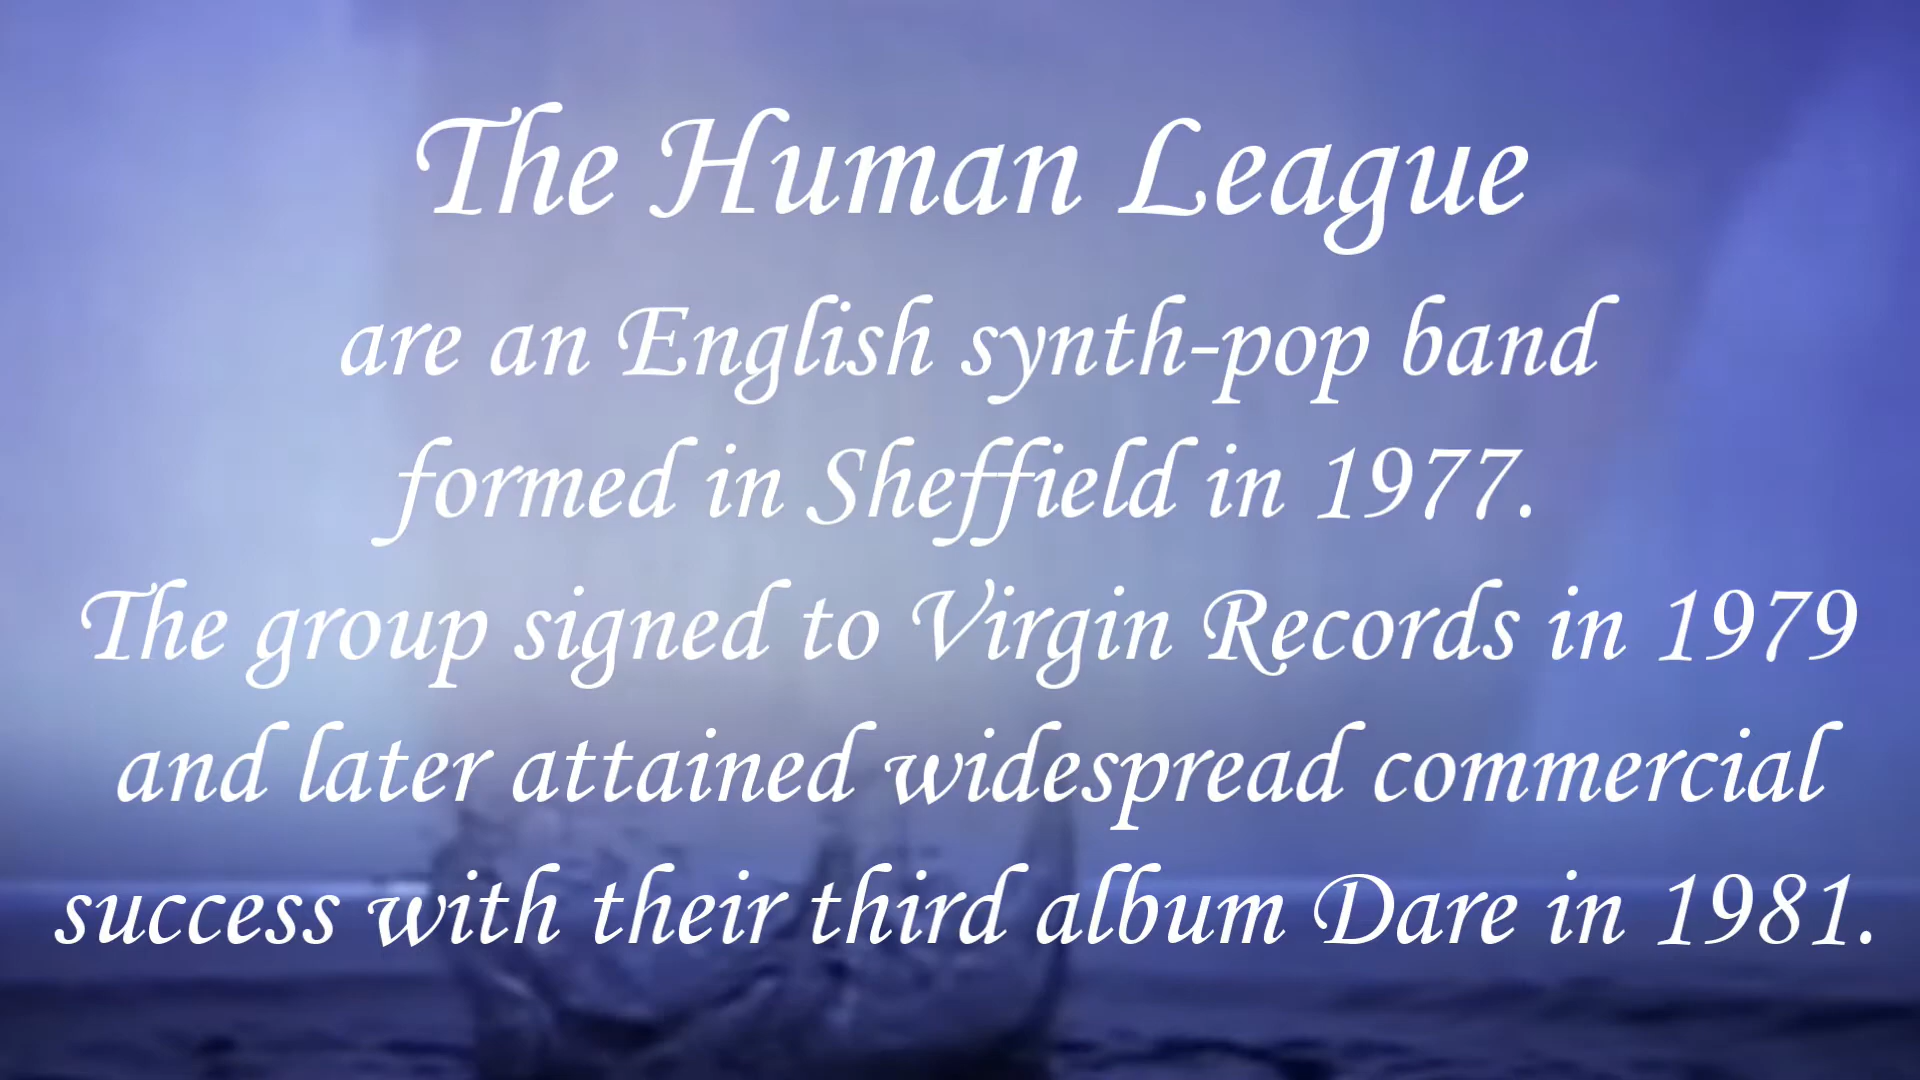 The Human League
are an English synth-pop band
formed in Sheffield in 1977.
The group signed to Virgin Records in 1979
and later attained widespread commercial
success with their third album Dare in 1981.